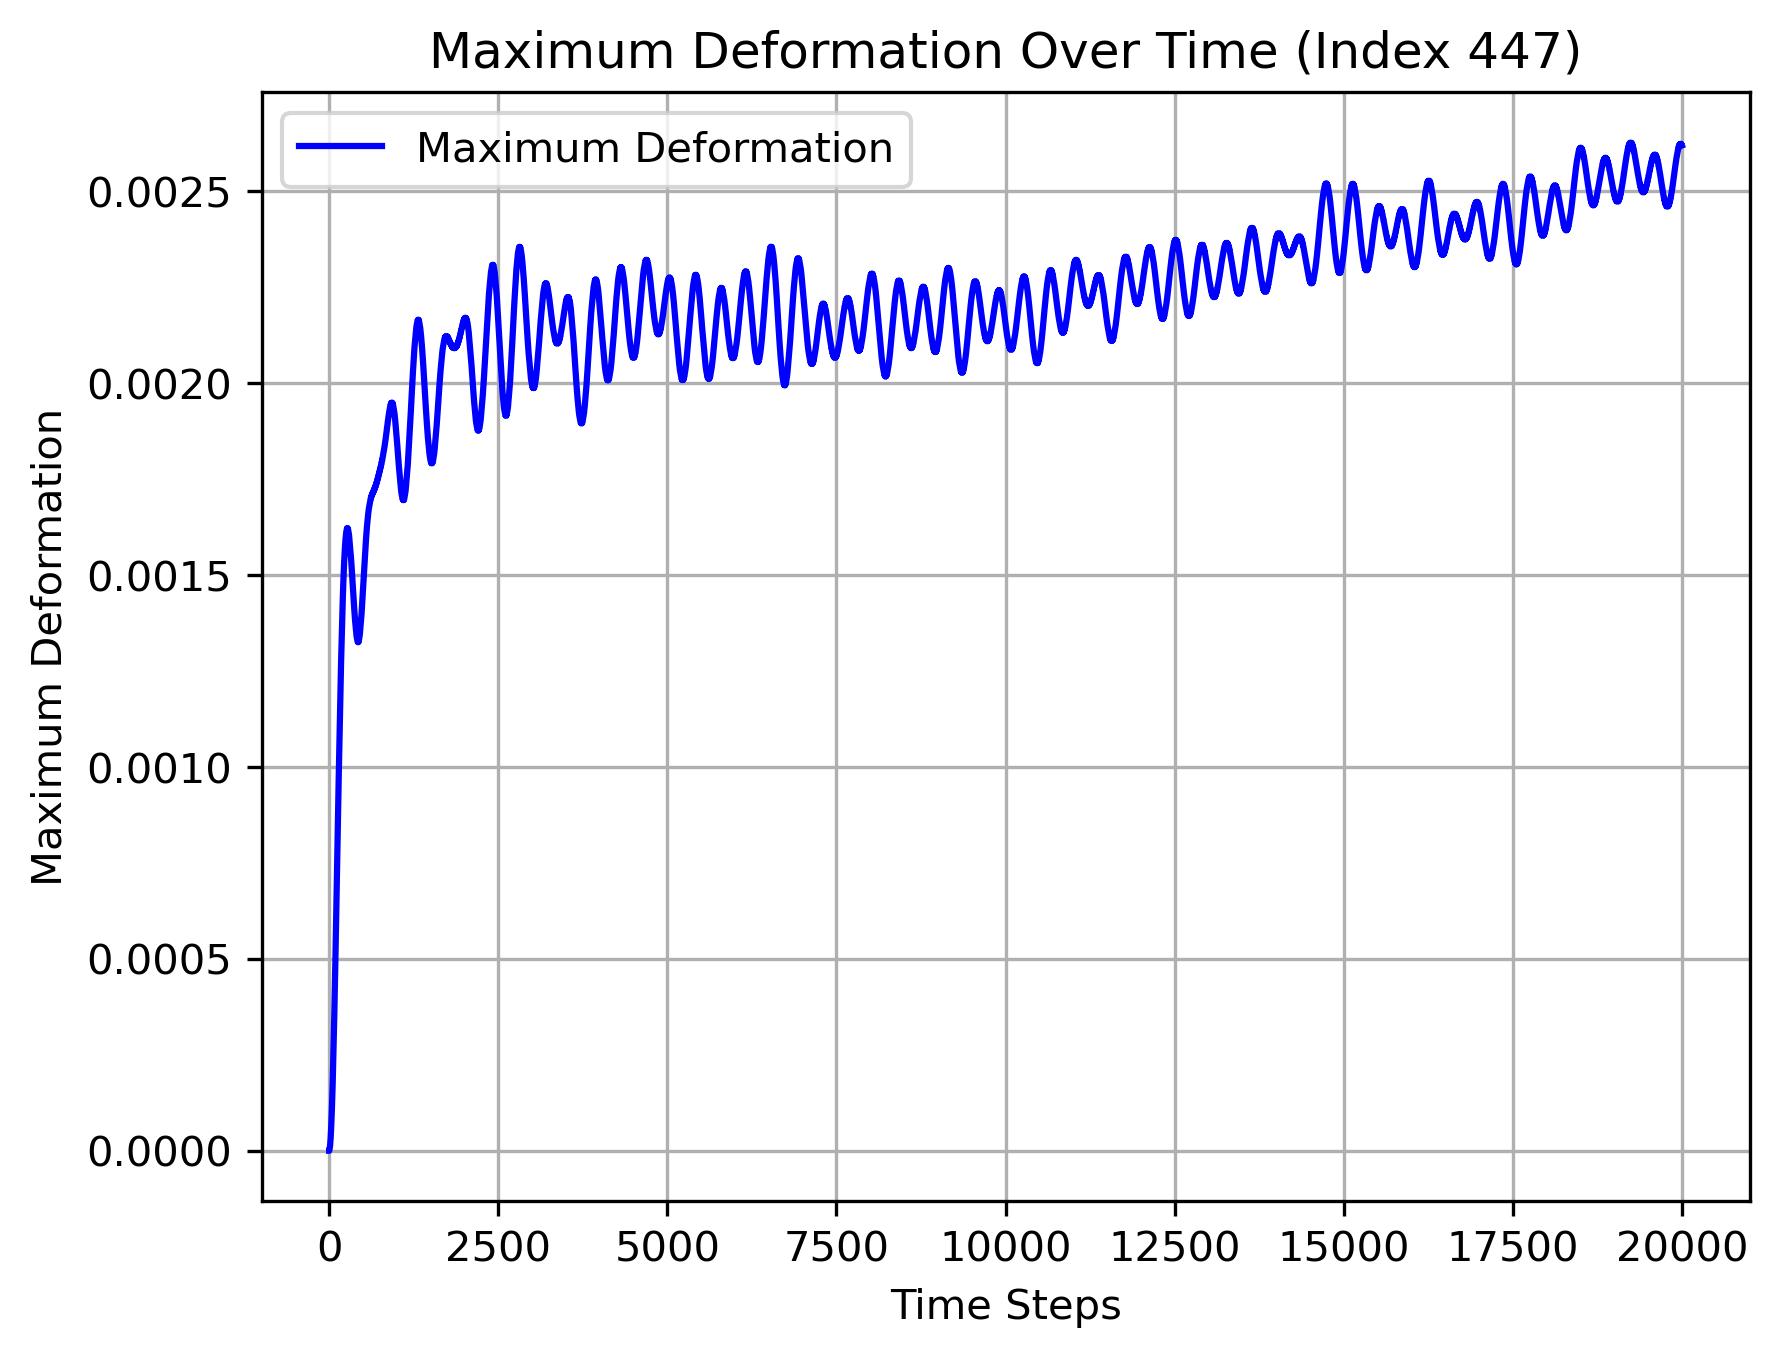 Maximum Deformation Over Time (Index 447)
Maximum Deformation
Maximum Deformation
0.0025
0.0020
0.0015
0.0010
0.0005
0.0000
0 2500 5000 7500 10000 12500 15000 17500 20000
Time Steps